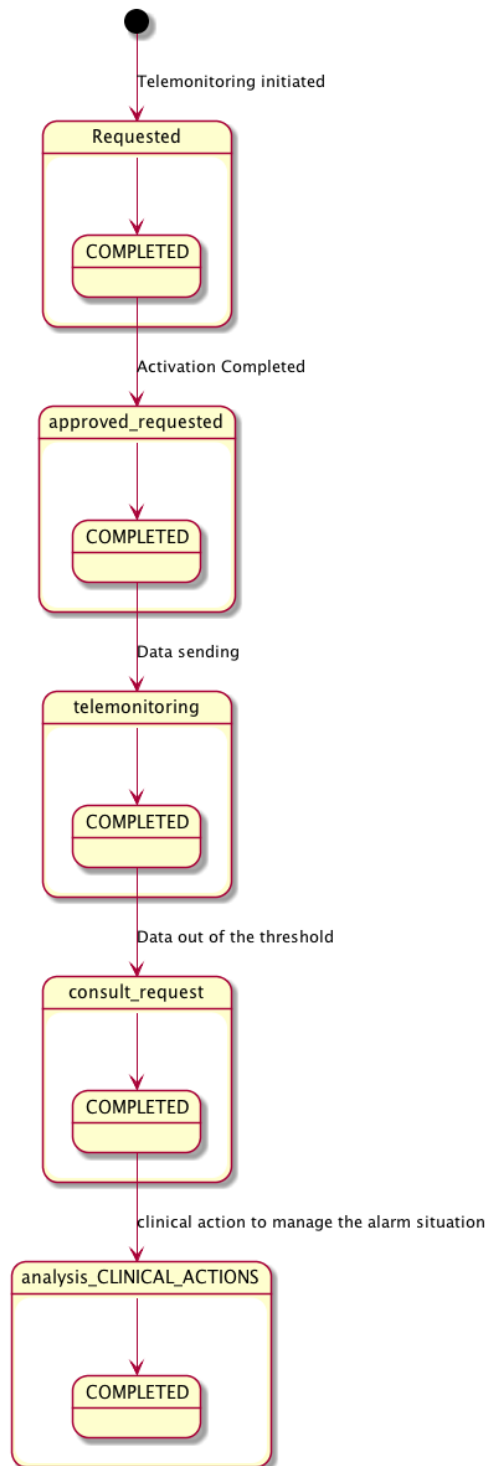 Telemonitoring initiated
Requested
COMPLETED
Activation Completed
approved_requested
COMPLETED
Data sending
telemonitoring
COMPLETED
Data out of the threshold
consult_request
COMPLETED
clinical action to manage the alarm situation
analysis_CLINICAL_ACTIONS
COMPLETED